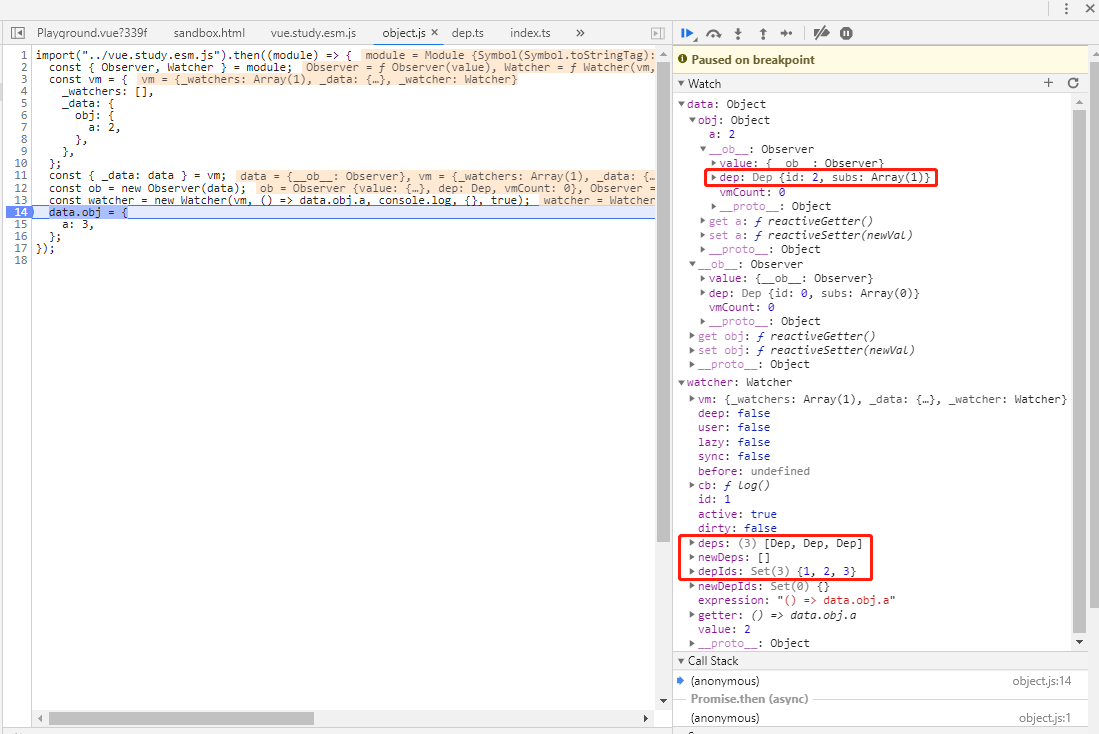 Playground.vue?339f sandbox.html vue.study.esm.js object.js × dep.ts index.ts »
1 import("../vue.study.esm.js").then((module) => { module = Module {Symbol(Symbol.toStringTag):
2 const { Observer, Watcher } = module; Observer = ƒ Observer(value), Watcher = ƒ Watcher(vm,
3 const vm = { vm = {_watchers: Array(1), _data: {…}, _watcher: Watcher}
4 _watchers: [],
5 _data: {
6 obj: {
7 a: 2,
8 },
9 },
10 };
11 const { _data: data } = vm; data = {__ob__: Observer}, vm = {_watchers: Array(1), _data: {…
12 const ob = new Observer(data); ob = Observer {value: {…}, dep: Dep, vmCount: 0}, Observer =
13 const watcher = new Watcher(vm, () => data.obj.a, console.log, {}, true); watcher = Watcher
14 data.obj = {
15 a: 3,
16 };
17 });
18
Paused on breakpoint
Watch
data: Object
obj: Object
a: 2
__ob__: Observer
value: {__ob__: Observer}
dep: Dep {id: 2, subs: Array(1)}
vmCount: 0
__proto__: Object
get a: ƒ reactiveGetter()
set a: ƒ reactiveSetter(newVal)
__proto__: Object
__ob__: Observer
value: {__ob__: Observer}
dep: Dep {id: 0, subs: Array(0)}
vmCount: 0
__proto__: Object
get obj: ƒ reactiveGetter()
set obj: ƒ reactiveSetter(newVal)
__proto__: Object
watcher: Watcher
vm: {_watchers: Array(1), _data: {…}, _watcher: Watcher}
deep: false
user: false
lazy: false
sync: false
before: undefined
cb: ƒ log()
id: 1
active: true
dirty: false
deps: (3) [Dep, Dep, Dep]
newDeps: []
depIds: Set(3) {1, 2, 3}
newDepIds: Set(0) {}
expression: "() => data.obj.a"
getter: () => data.obj.a
value: 2
__proto__: Object
Call Stack
(anonymous) object.js:14
Promise.then (async)
(anonymous) object.js:1